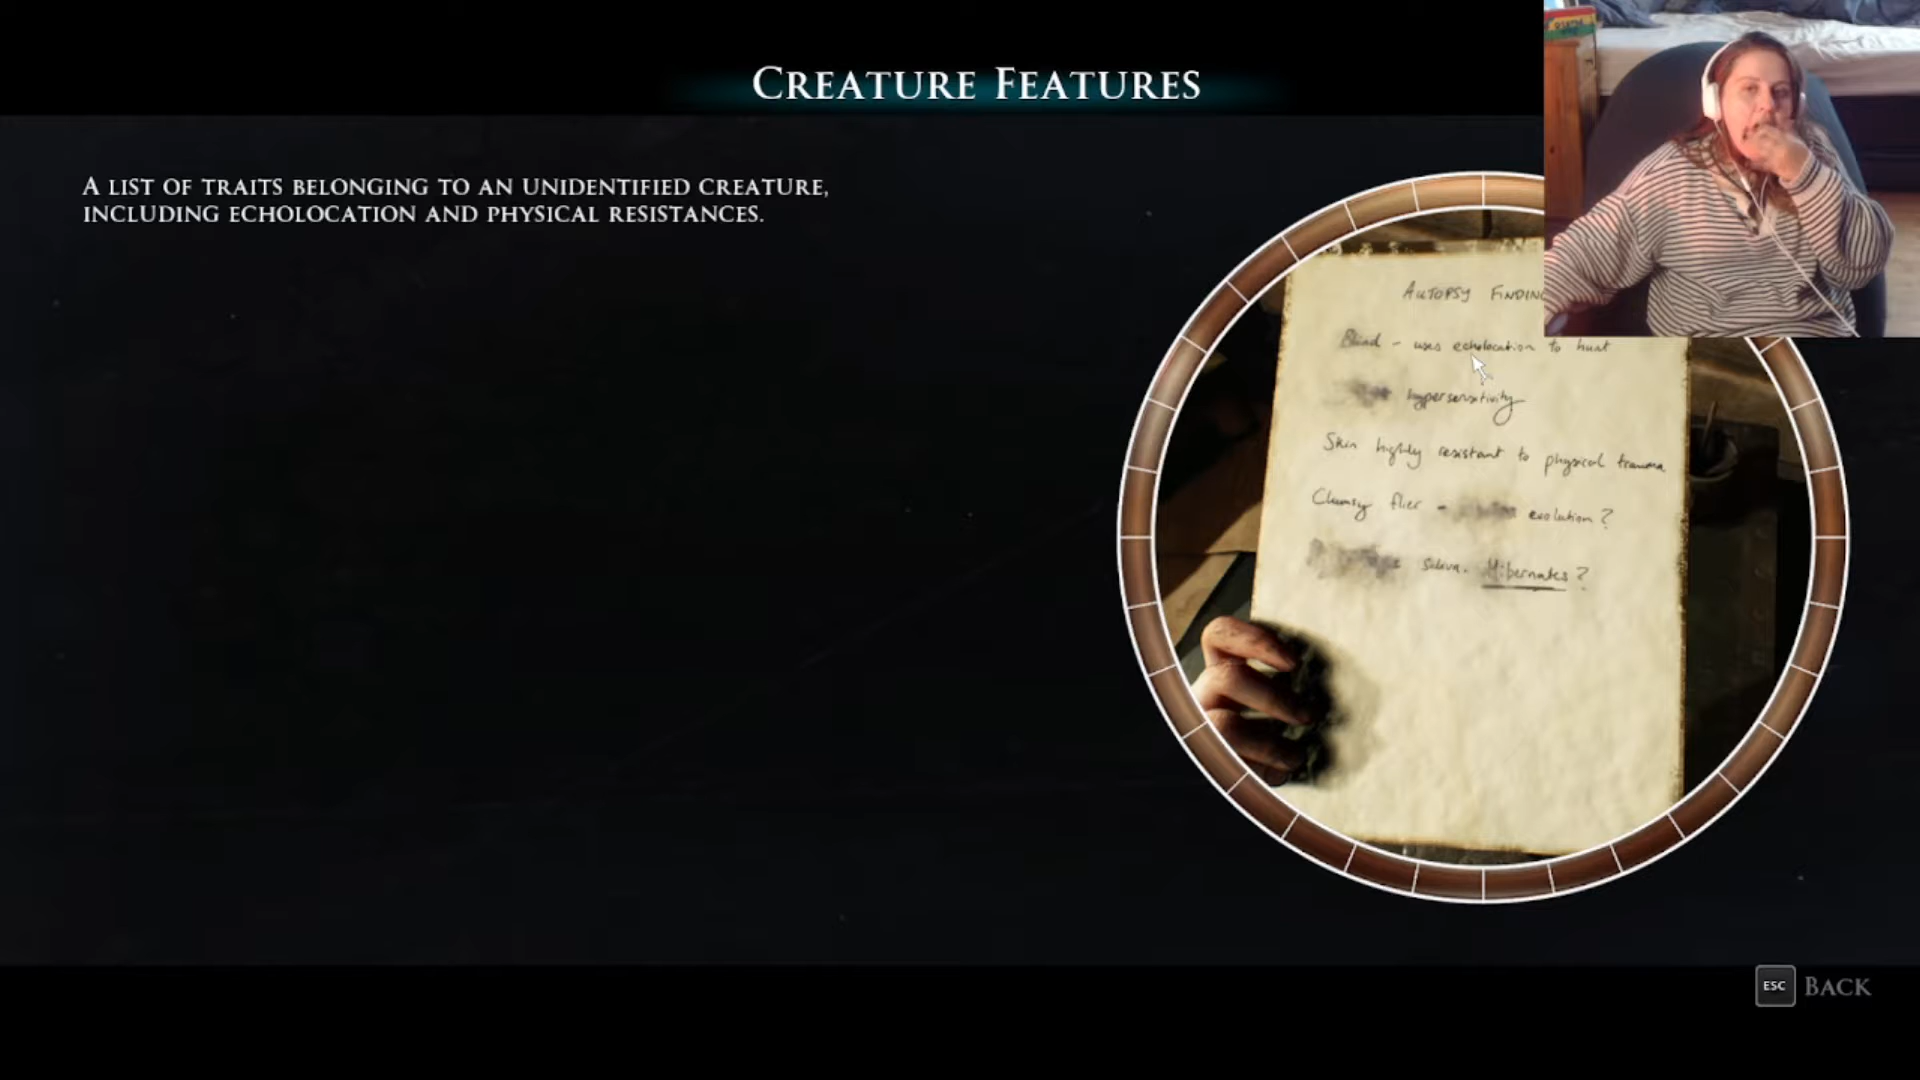 CREATURE FEATURES
A LIST OF TRAITS BELONGING TO AN UNIDENTIFIED CREATURE,
INCLUDING ECHOLOCATION AND PHYSICAL RESISTANCES.
AUTOPSY FINDING
Blind - uses echolocation to hunt
hypersensitivity
Skin highly resistant to physical trauma
Clumsy flier - evolution?
saliva. Hibernates?
ESC BACK